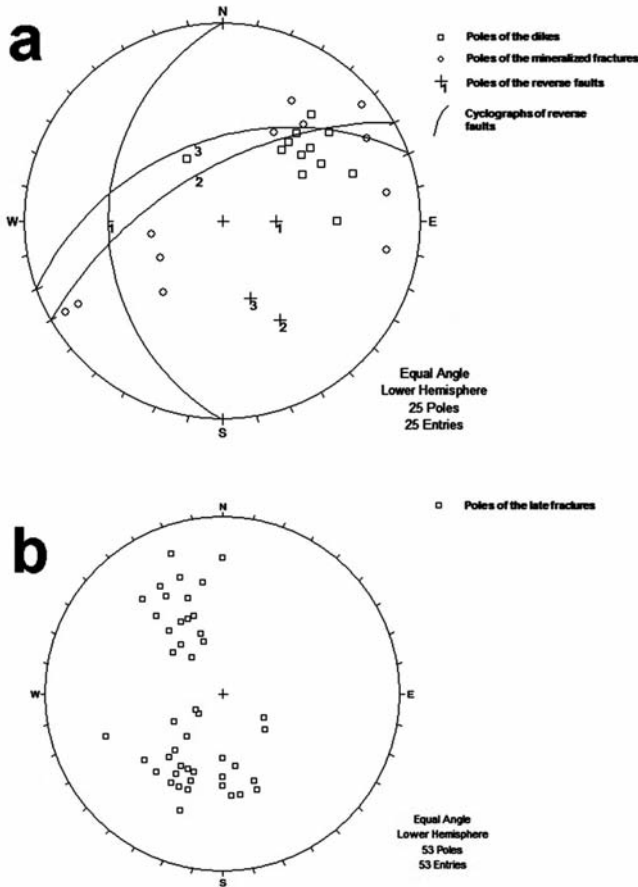 a
N
W
E
S
3
2
1
1
3
2
Poles of the dikes
Poles of the mineralized fractures
1
Poles of the reverse faults
Cyclographs of reverse
faults
Equal Angle
Lower Hemisphere
25 Poles
25 Entries
b
N
W
E
S
Poles of the late fractures
Equal Angle
Lower Hemisphere
53 Poles
53 Entries